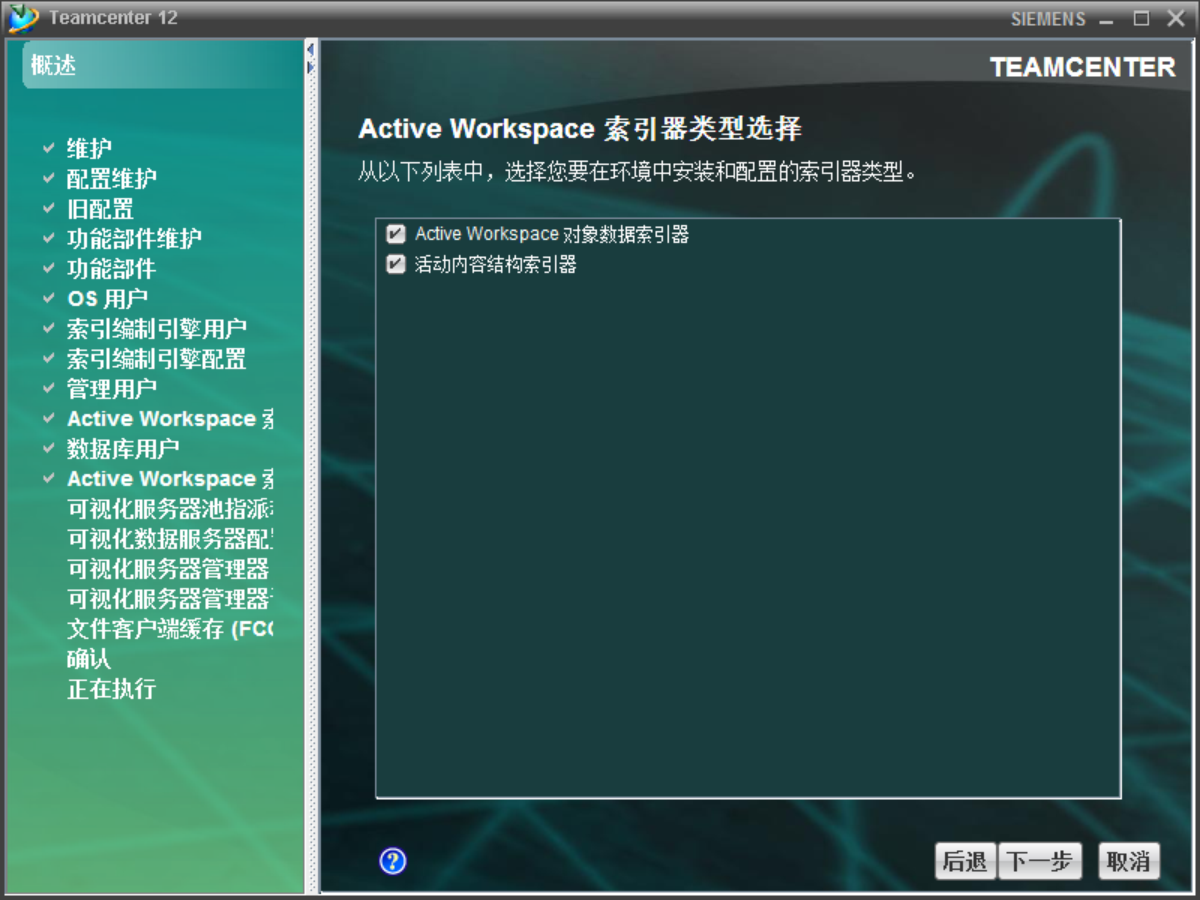 Teamcenter 12
SIEMENS
概述
TEAMCENTER
维护
配置维护
旧配置
功能部件维护
功能部件
OS 用户
索引编制引擎用户
索引编制引擎配置
管理用户
Active Workspace
数据库用户
Active Workspace
可视化服务器池指派
可视化数据服务器配
可视化服务器管理器
可视化服务器管理器
文件客户端缓存 (FCC
确认
正在执行
Active Workspace 索引器类型选择
从以下列表中，选择您要在环境中安装和配置的索引器类型。
Active Workspace 对象数据索引器
活动内容结构索引器
?
后退 下一步 取消